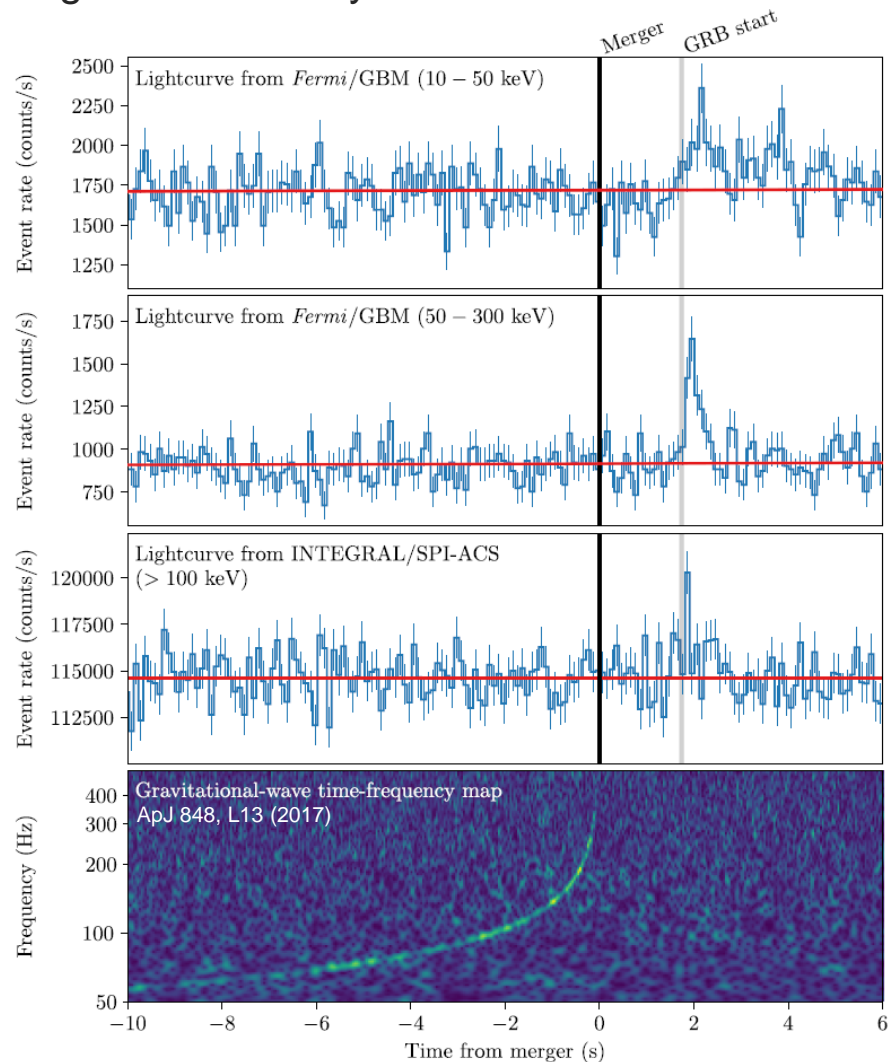 Merger
GRB start
Lightcurve from Fermi/GBM (10 – 50 keV)
Event rate (counts/s)
2500
2250
2000
1750
1500
1250
Lightcurve from Fermi/GBM (50 – 300 keV)
Event rate (counts/s)
1750
1500
1250
1000
750
Lightcurve from INTEGRAL/SPI-ACS
(> 100 keV)
Event rate (counts/s)
120000
117500
115000
112500
Gravitational-wave time-frequency map
ApJ 848, L13 (2017)
Frequency (Hz)
400
300
200
100
50
−10 −8 −6 −4 −2 0 2 4 6
Time from merger (s)